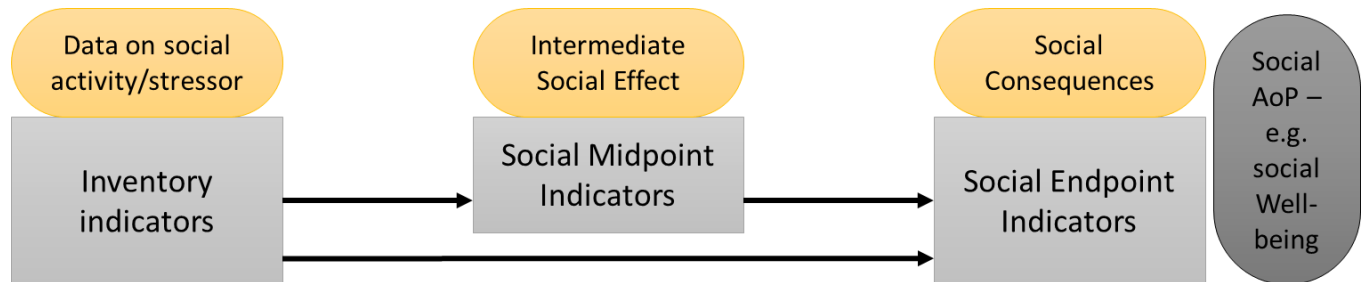 Data on social
activity/stressor
Inventory
indicators
Intermediate
Social Effect
Social Midpoint
Indicators
Social
Consequences
Social Endpoint
Indicators
Social
AoP –
e.g.
social
Well-
being